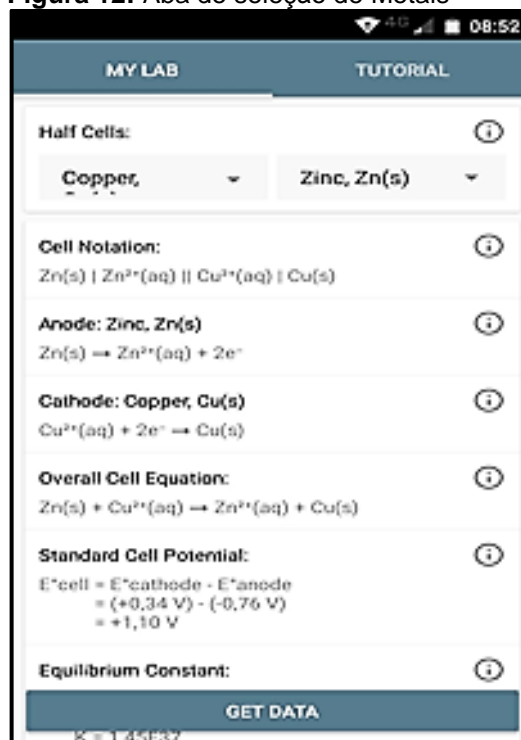 Figura 12: Aba de seleção de Metais
4G 08:52
MY LAB TUTORIAL
Half Cells:
Copper, Zinc, Zn(s)
Cell Notation:
Zn(s) | Zn²⁺(aq) || Cu²⁺(aq) | Cu(s)
Anode: Zinc, Zn(s)
Zn(s) → Zn²⁺(aq) + 2e⁻
Cathode: Copper, Cu(s)
Cu²⁺(aq) + 2e⁻ → Cu(s)
Overall Cell Equation:
Zn(s) + Cu²⁺(aq) → Zn²⁺(aq) + Cu(s)
Standard Cell Potential:
E°cell = E°cathode - E°anode
= (+0,34 V) - (-0,76 V)
= +1,10 V
Equilibrium Constant:
GET DATA
K = 1,45E37